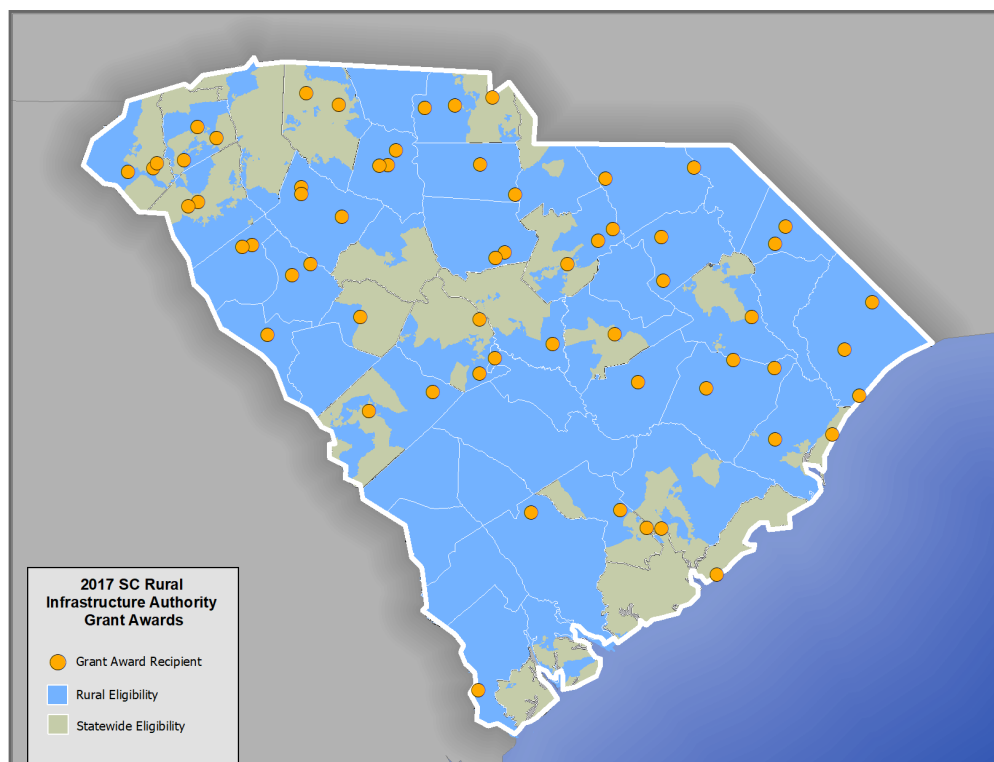 2017 SC Rural
Infrastructure Authority
Grant Awards
Grant Award Recipient
Rural Eligibility
Statewide Eligibility